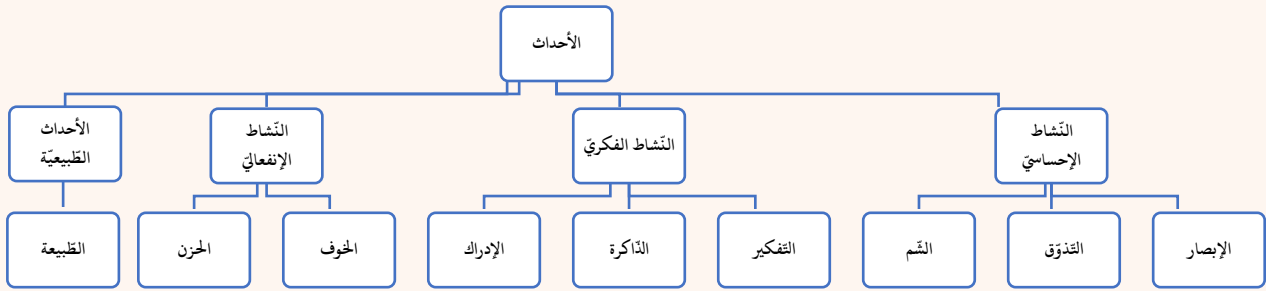 الأحداث
النّشاط
الإحساسيّ
النّشاط الفكريّ
النّشاط
الإنفعاليّ
الأحداث
الطّبيعيّة
الإبصار
التّذوّق
الشّم
التّفكير
الذّاكرة
الإدراك
الخوف
الحزن
الطّبيعة